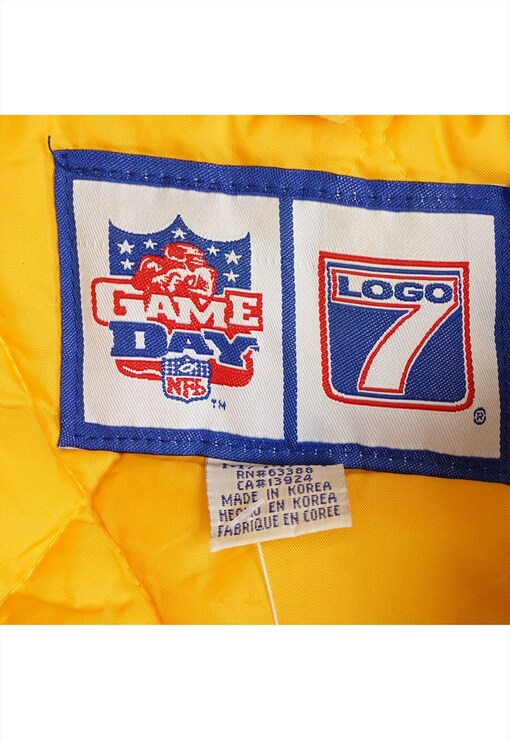 GAME
DAY
NFL
TM
LOGO
7
®
RN#63388
CA#13924
MADE IN KOREA
HECHO EN KOREA
FABRIQUE EN COREE